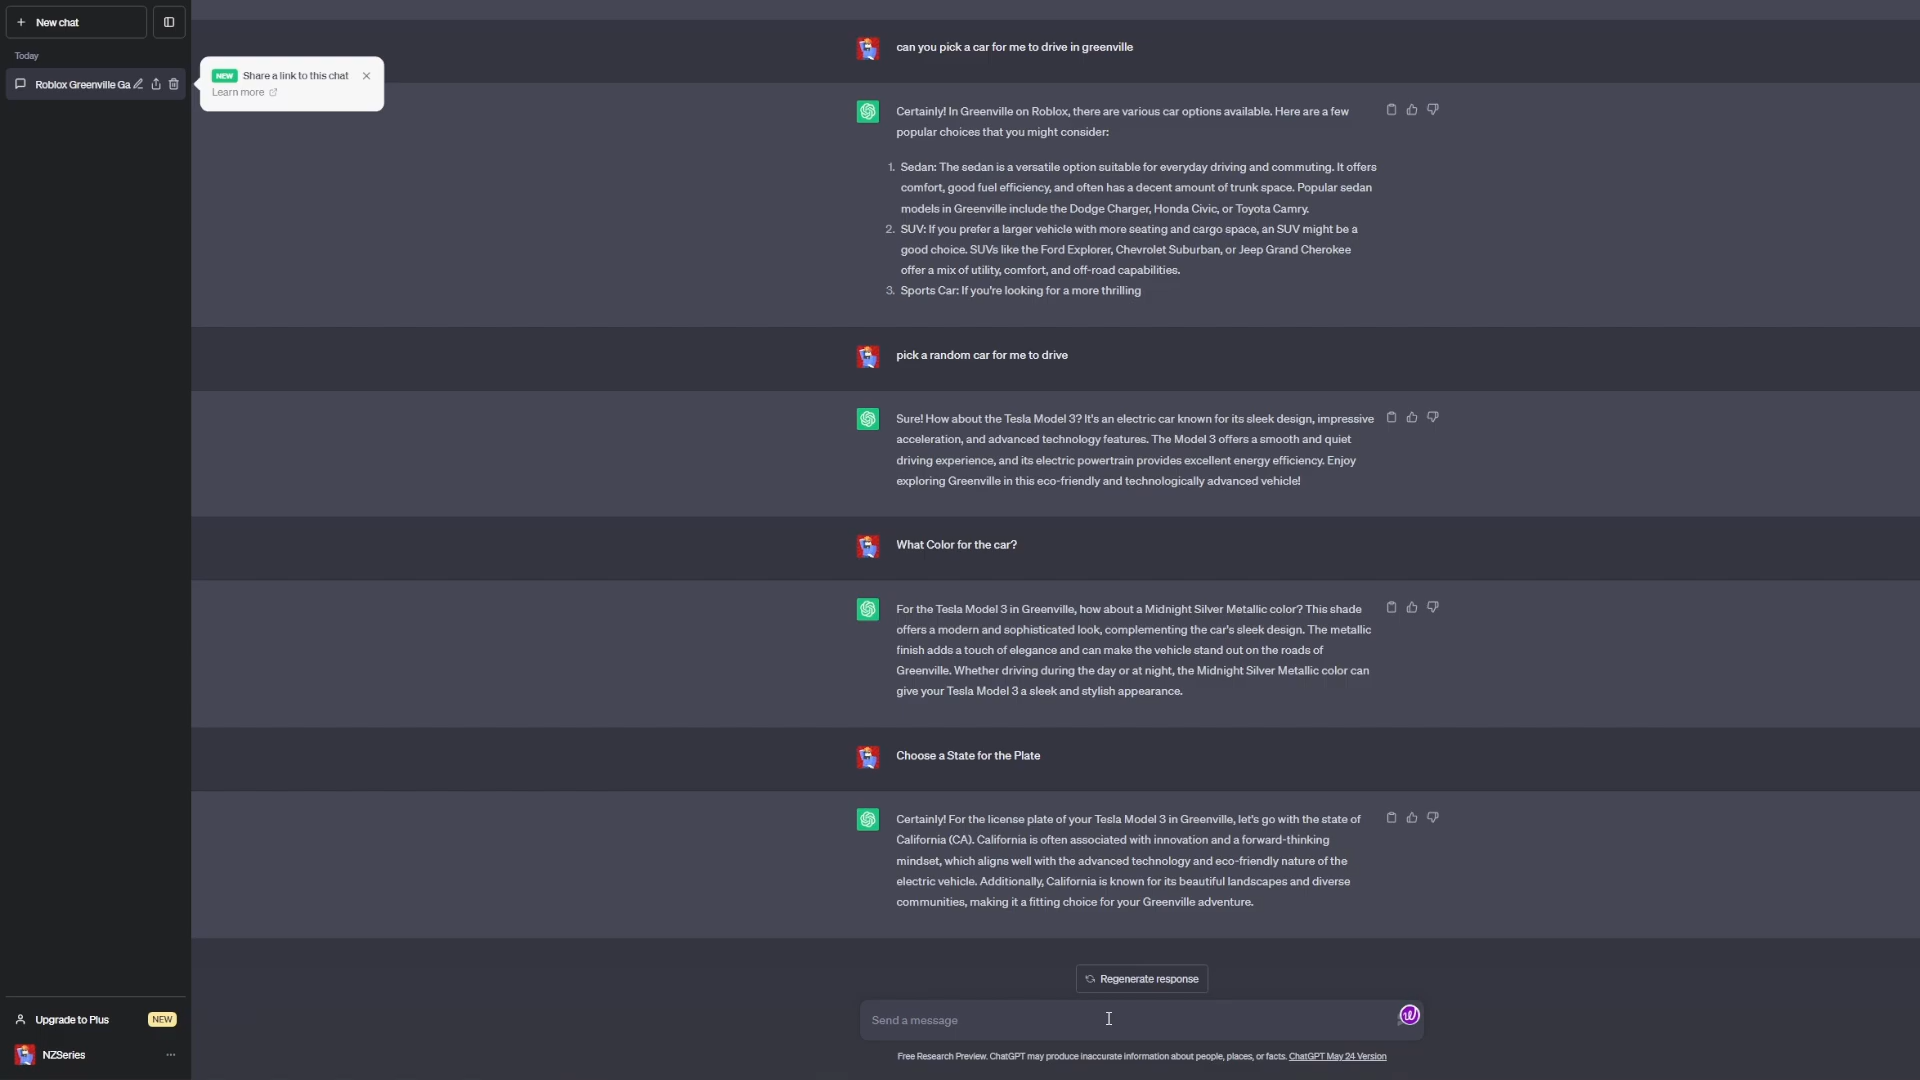 New chat
Today
Roblox Greenville Ga
NEW Share a link to this chat
Learn more
can you pick a car for me to drive in greenville
Certainly! In Greenville on Roblox, there are various car options available. Here are a few
popular choices that you might consider:
1. Sedan: The sedan is a versatile option suitable for everyday driving and commuting. It offers
comfort, good fuel efficiency, and often has a decent amount of trunk space. Popular sedan
models in Greenville include the Dodge Charger, Honda Civic, or Toyota Camry.
2. SUV: If you prefer a larger vehicle with more seating and cargo space, an SUV might be a
good choice. SUVs like the Ford Explorer, Chevrolet Suburban, or Jeep Grand Cherokee
offer a mix of utility, comfort, and off-road capabilities.
3. Sports Car: If you're looking for a more thrilling
pick a random car for me to drive
Sure! How about the Tesla Model 3? It's an electric car known for its sleek design, impressive
acceleration, and advanced technology features. The Model 3 offers a smooth and quiet
driving experience, and its electric powertrain provides excellent energy efficiency. Enjoy
exploring Greenville in this eco-friendly and technologically advanced vehicle!
What Color for the car?
For the Tesla Model 3 in Greenville, how about a Midnight Silver Metallic color? This shade
offers a modern and sophisticated look, complementing the car's sleek design. The metallic
finish adds a touch of elegance and can make the vehicle stand out on the roads of
Greenville. Whether driving during the day or at night, the Midnight Silver Metallic color can
give your Tesla Model 3 a sleek and stylish appearance.
Choose a State for the Plate
Certainly! For the license plate of your Tesla Model 3 in Greenville, let's go with the state of
California (CA). California is often associated with innovation and a forward-thinking
mindset, which aligns well with the advanced technology and eco-friendly nature of the
electric vehicle. Additionally, California is known for its beautiful landscapes and diverse
communities, making it a fitting choice for your Greenville adventure.
Regenerate response
Send a message
Free Research Preview. ChatGPT may produce inaccurate information about people, places, or facts. ChatGPT May 24 Version
Upgrade to Plus NEW
NZSeries